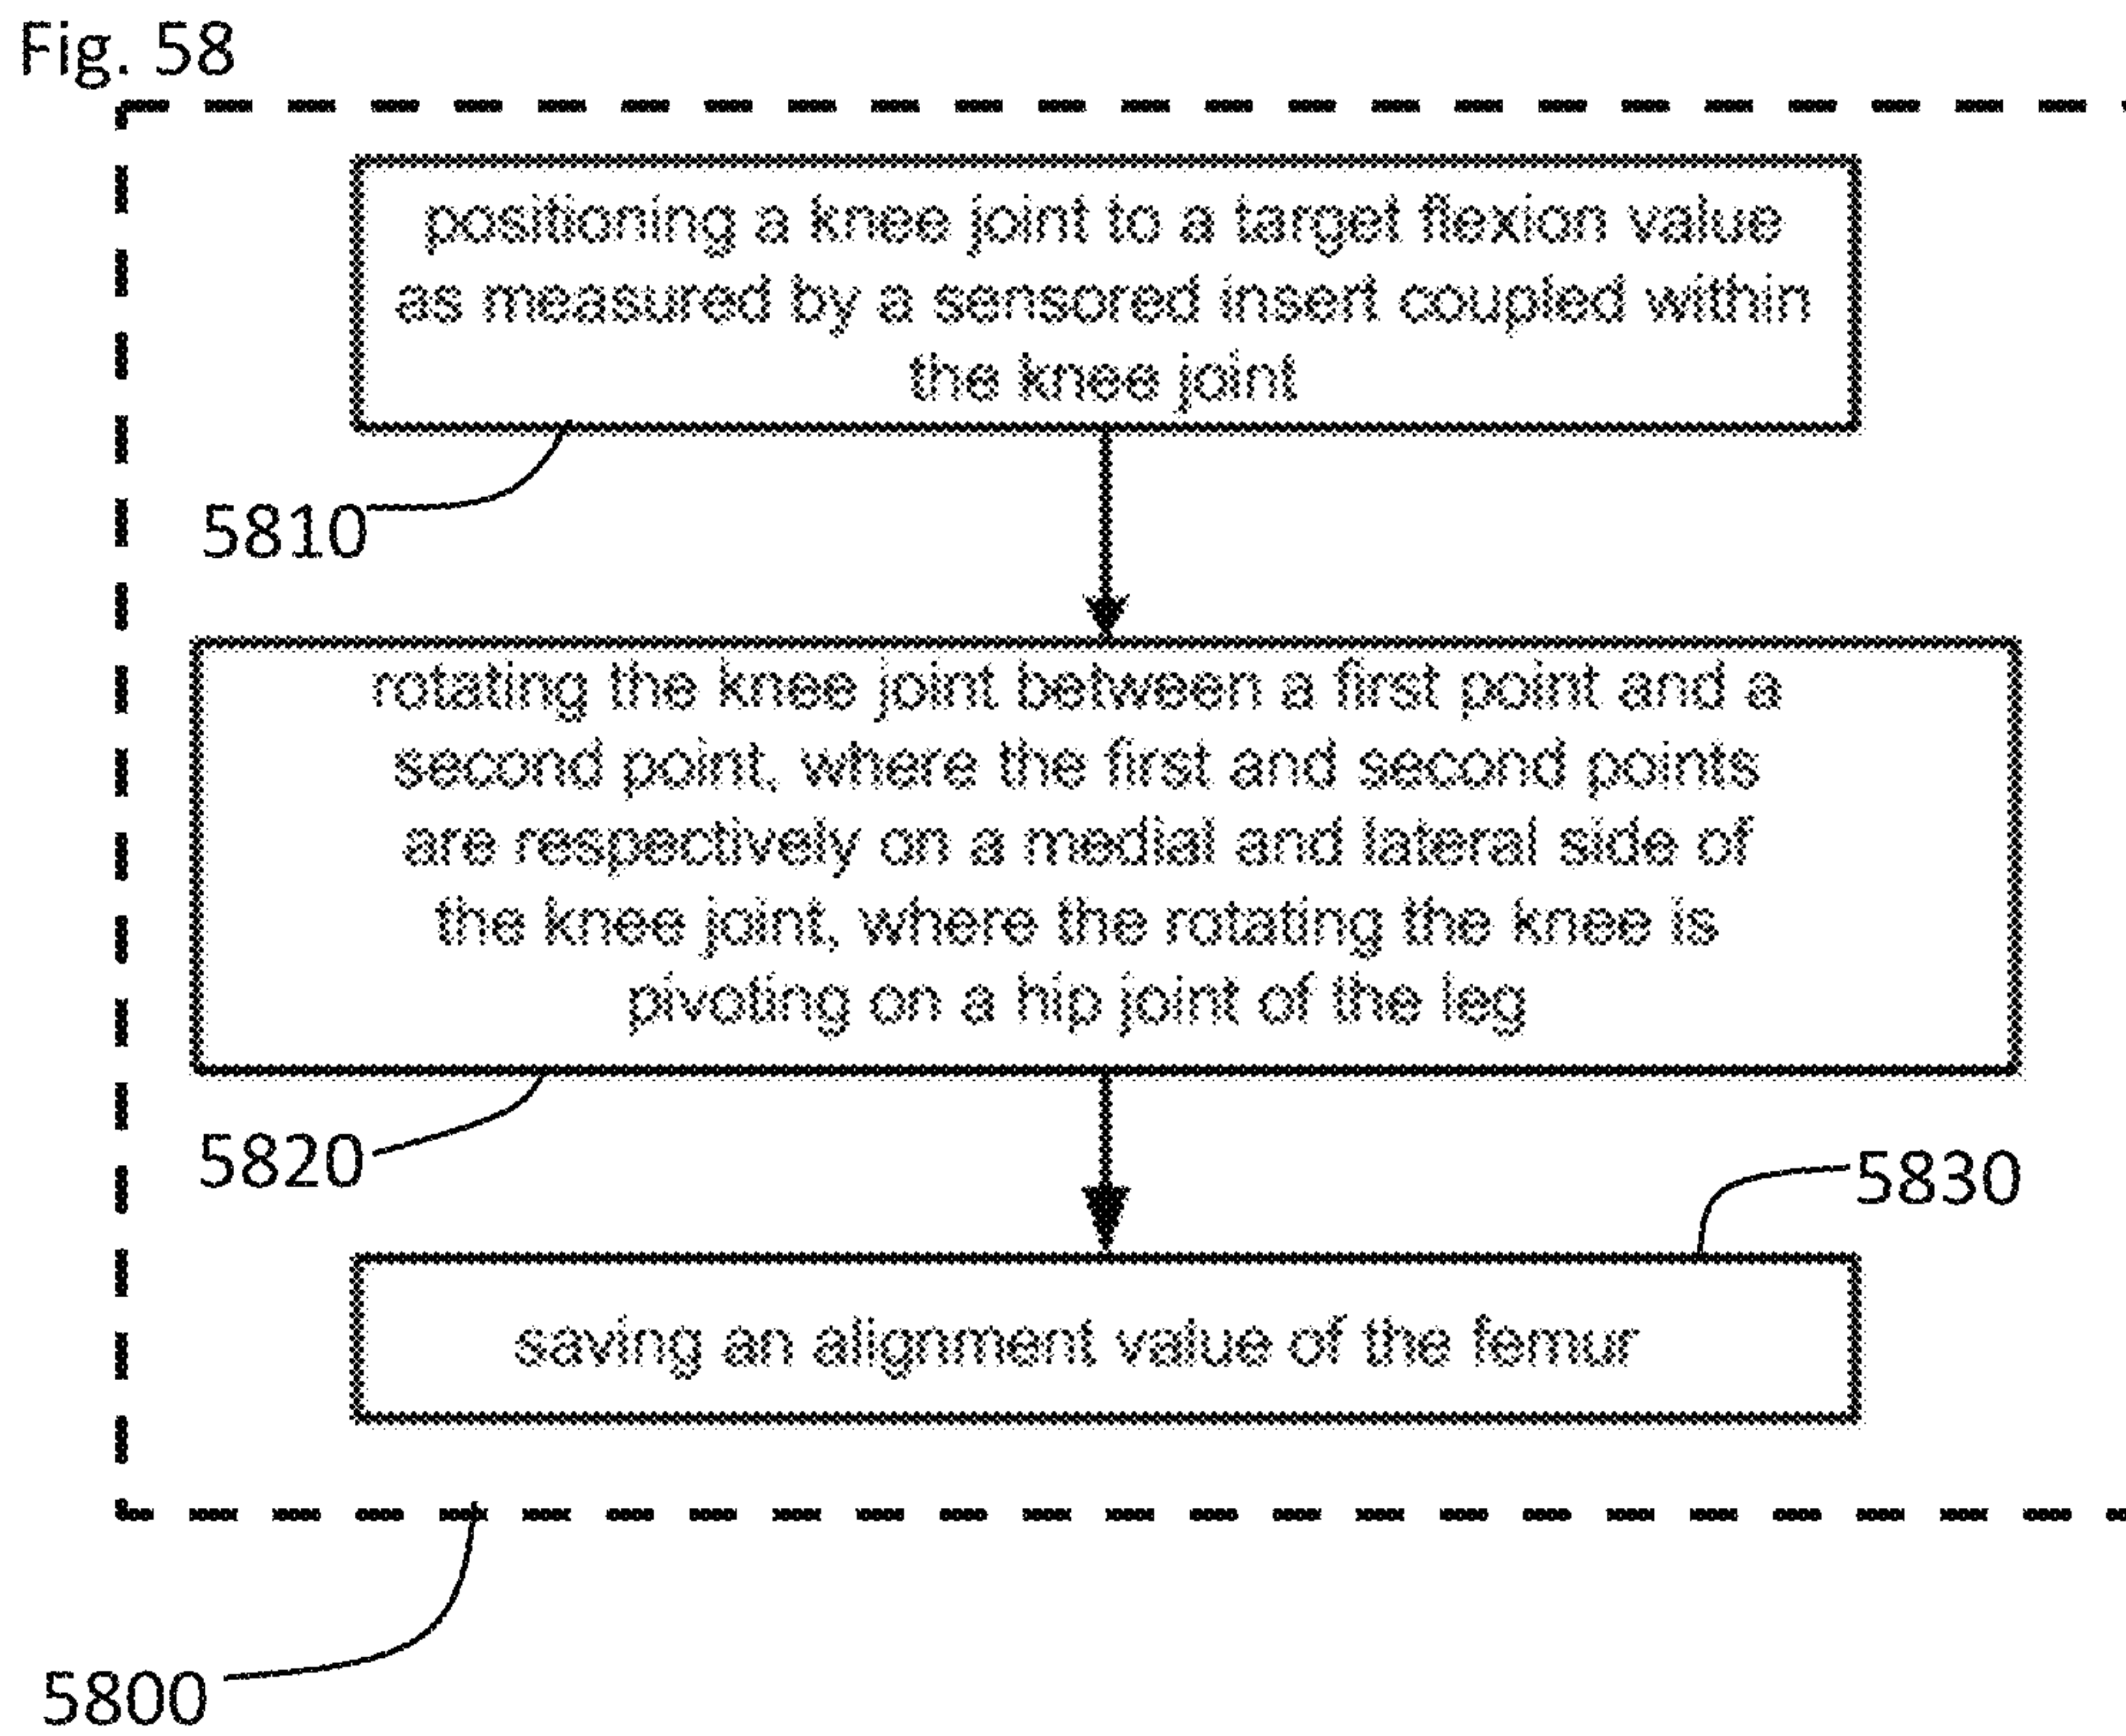 Fig. 58
positioning a knee joint to a target flexion value
as measured by a sensored insert coupled within
the knee joint
5810
rotating the knee joint between a first point and a
second point, where the first and second points
are respectively on a medial and lateral side of
the knee joint, where the rotating the knee is
pivoting on a hip joint of the leg
5820
5830
saving an alignment value of the femur
5800